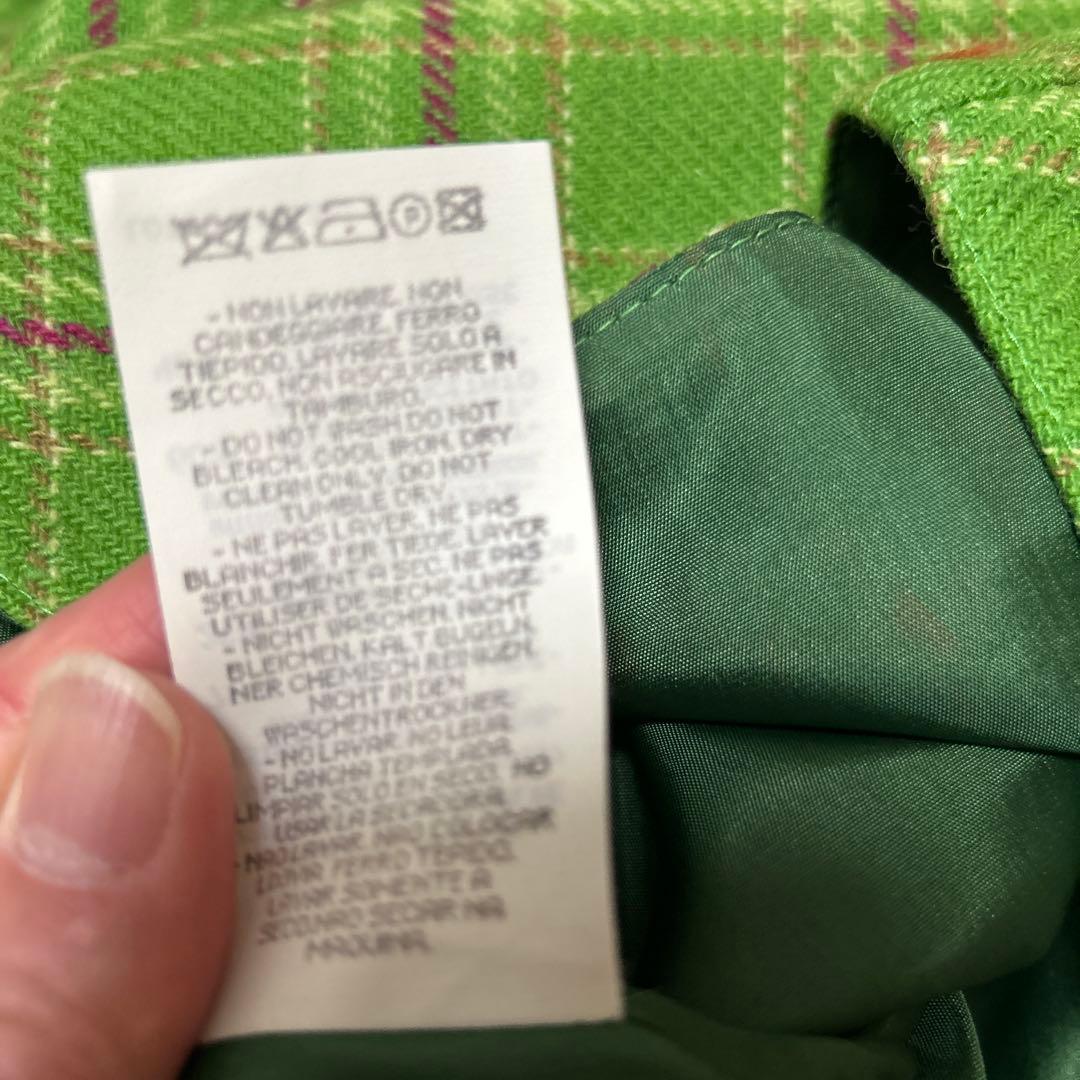 P
- NON LAVARE, NON
CANDEGGIARE, FERRO
TIEPIDO, LAVARE SOLO A
SECCO, NON ASCIUGARE IN
TAMBURO.
- DO NOT WASH DO NOT
BLEACH, COOL IRON, DRY
CLEAN ONLY, DO NOT
TUMBLE DRY
- NE PAS LAVER, NE PAS
BLANCHIR, FER TIEDE, LAVER
SEULEMENT A SEC, NE PAS
UTILISER DE SECHE-LINGE
- NICHT WASCHEN, NICHT
BLEICHEN, KALT BUGELN,
NER CHEMISCH REINIGEN,
NICHT IN DEN
WASCHENTROCKNER
- NO LAVAR, NO LEJIA,
PLANCHA TEMPLADA,
LIMPIAR SOLO EN SECO, NO
USAR LA SECADORA
- NAO LAVAR, NAO COLOCAR
FERRO TEPIDO,
LAVAR SOMENTE A
SECO, NAO SECAR NA
MAQUINA